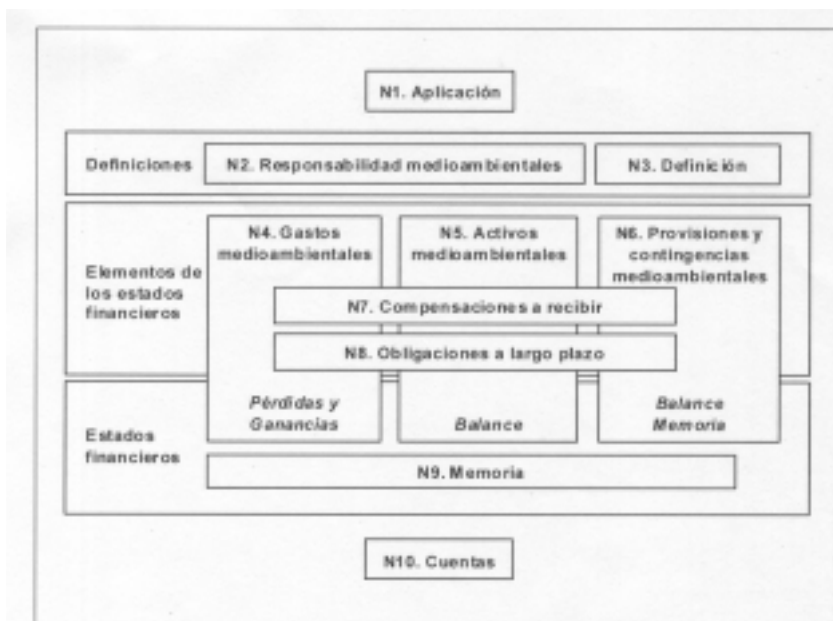 N1. Aplicación
Definiciones
N2. Responsabilidad medioambientales
N3. Definición
Elementos de
los estados
financieros
N4. Gastos
medioambientales
N5. Activos
medioambientales
N6. Provisiones y
contingencias
medioambientales
N7. Compensaciones a recibir
N8. Obligaciones a largo plazo
Estados
financieros
Pérdidas y
Ganancias
Balance
Balance
Memoria
N9. Memoria
N10. Cuentas